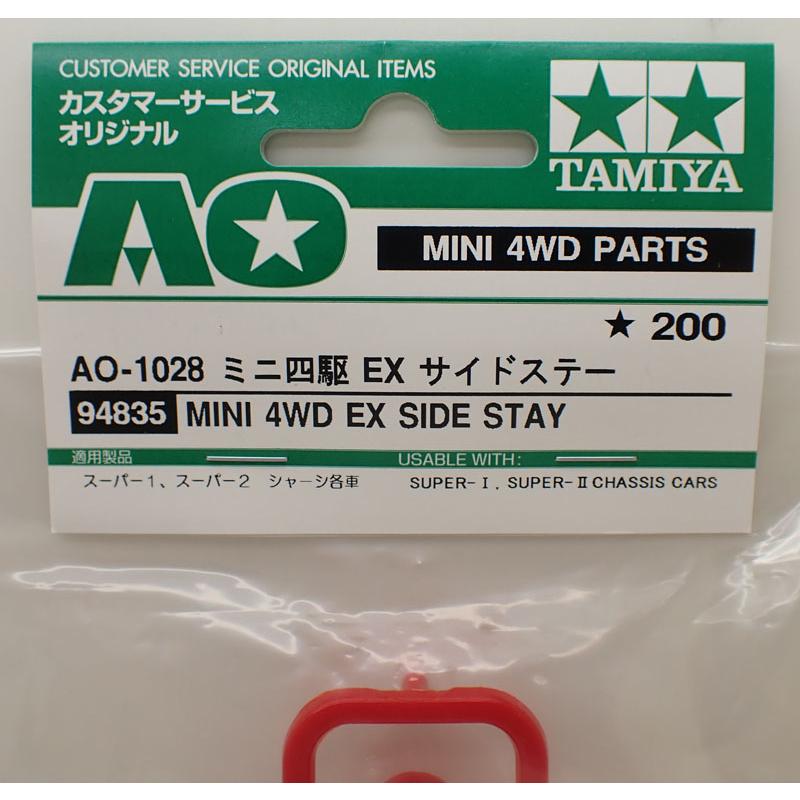 CUSTOMER SERVICE ORIGINAL ITEMS
カスタマーサービス
オリジナル
TAMIYA
AO
MINI 4WD PARTS
★ 200
AO-1028 ミニ四駆 EX サイドステー
94835 MINI 4WD EX SIDE STAY
適用製品
スーパー1、スーパー2 シャーシ各車
USABLE WITH:
SUPER-Ⅰ, SUPER-Ⅱ CHASSIS CARS